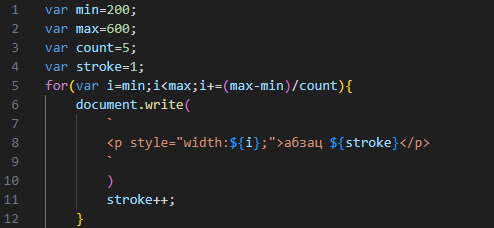 1 var min=200;
2 var max=600;
3 var count=5;
4 var stroke=1;
5 for(var i=min;i<max;i+=(max-min)/count){
6 document.write(
7 `
8 <p style="width:${i};">абзац ${stroke}</p>
9 `
10 )
11 stroke++;
12 }